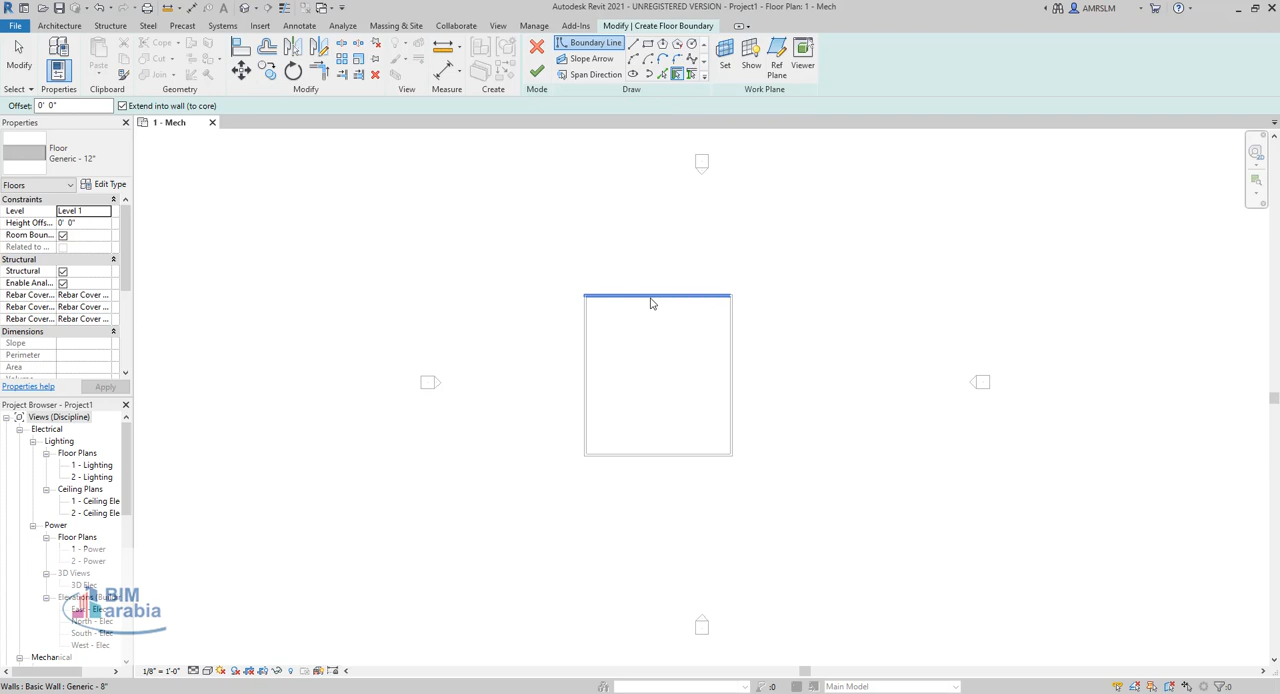 Autodesk Revit 2021 - UNREGISTERED VERSION - Project1 - Floor Plan: 1 - Mech
AMRSLM
File Architecture Structure Steel Precast Systems Insert Annotate Analyze Massing & Site Collaborate View Manage Add-Ins Modify | Create Floor Boundary
Modify
Paste
Cope
Cut
Join
Boundary Line
Slope Arrow
Span Direction
Set Show Ref Plane Viewer
Select Properties Clipboard Geometry Modify View Measure Create Mode Draw Work Plane
Offset: 0' 0" Extend into wall (to core)
Properties
1 - Mech
Floor
Generic - 12"
Floors Edit Type
Constraints
Level Level 1
Height Offs... 0' 0"
Room Boun...
Related to ...
Structural
Structural
Enable Anal...
Rebar Cover... Rebar Cover ...
Rebar Cover... Rebar Cover ...
Rebar Cover... Rebar Cover ...
Dimensions
Slope
Perimeter
Area
Properties help Apply
Project Browser - Project1
Views (Discipline)
Electrical
Lighting
Floor Plans
1 - Lighting
2 - Lighting
Ceiling Plans
1 - Ceiling Ele
2 - Ceiling Ele
Power
Floor Plans
1 - Power
2 - Power
3D Views
3D Elec
BIM
arabia
North - Elec
South - Elec
West - Elec
Mechanical
1/8" = 1'-0"
Walls : Basic Wall : Generic - 8"
:0
Main Model
:0